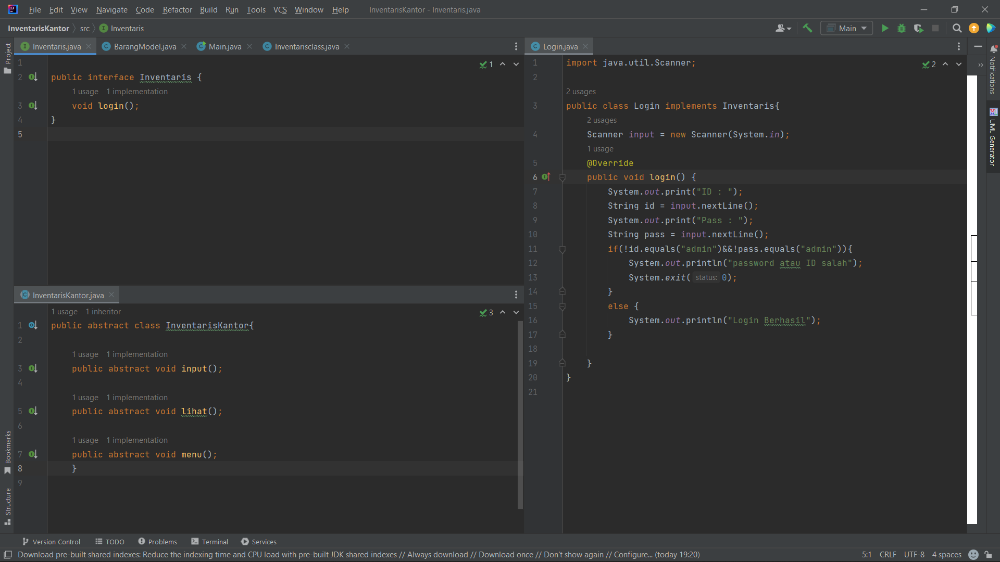 File Edit View Navigate Code Refactor Build Run Tools VCS Window Help InventarisKantor - Inventaris.java
InventarisKantor src Inventaris Main
Project
Inventaris.java BarangModel.java Main.java Inventarisclass.java
1
2 public interface Inventaris {
1 usage 1 implementation
3 void login();
4 }
5
1
InventarisKantor.java
1 usage 1 inheritor
3
1 public abstract class InventarisKantor{
2
1 usage 1 implementation
3 public abstract void input();
4
1 usage 1 implementation
5 public abstract void lihat();
6
1 usage 1 implementation
7 public abstract void menu();
8 }
9
Login.java
1 import java.util.Scanner;
2
2
2 usages
3 public class Login implements Inventaris{
2 usages
4 Scanner input = new Scanner(System.in);
1 usage
5 @Override
6 public void login() {
7 System.out.print("ID : ");
8 String id = input.nextLine();
9 System.out.print("Pass : ");
10 String pass = input.nextLine();
11 if(!id.equals("admin")&&!pass.equals("admin")){
12 System.out.println("password atau ID salah");
13 System.exit( status: 0);
14 }
15 else {
16 System.out.println("Login Berhasil");
17 }
18
19 }
20 }
21
Notifications
UML Generator
Bookmarks
Structure
Version Control TODO Problems Terminal Services
Download pre-built shared indexes: Reduce the indexing time and CPU load with pre-built JDK shared indexes // Always download // Download once // Don't show again // Configure... (today 19:20) 5:1 CRLF UTF-8 4 spaces